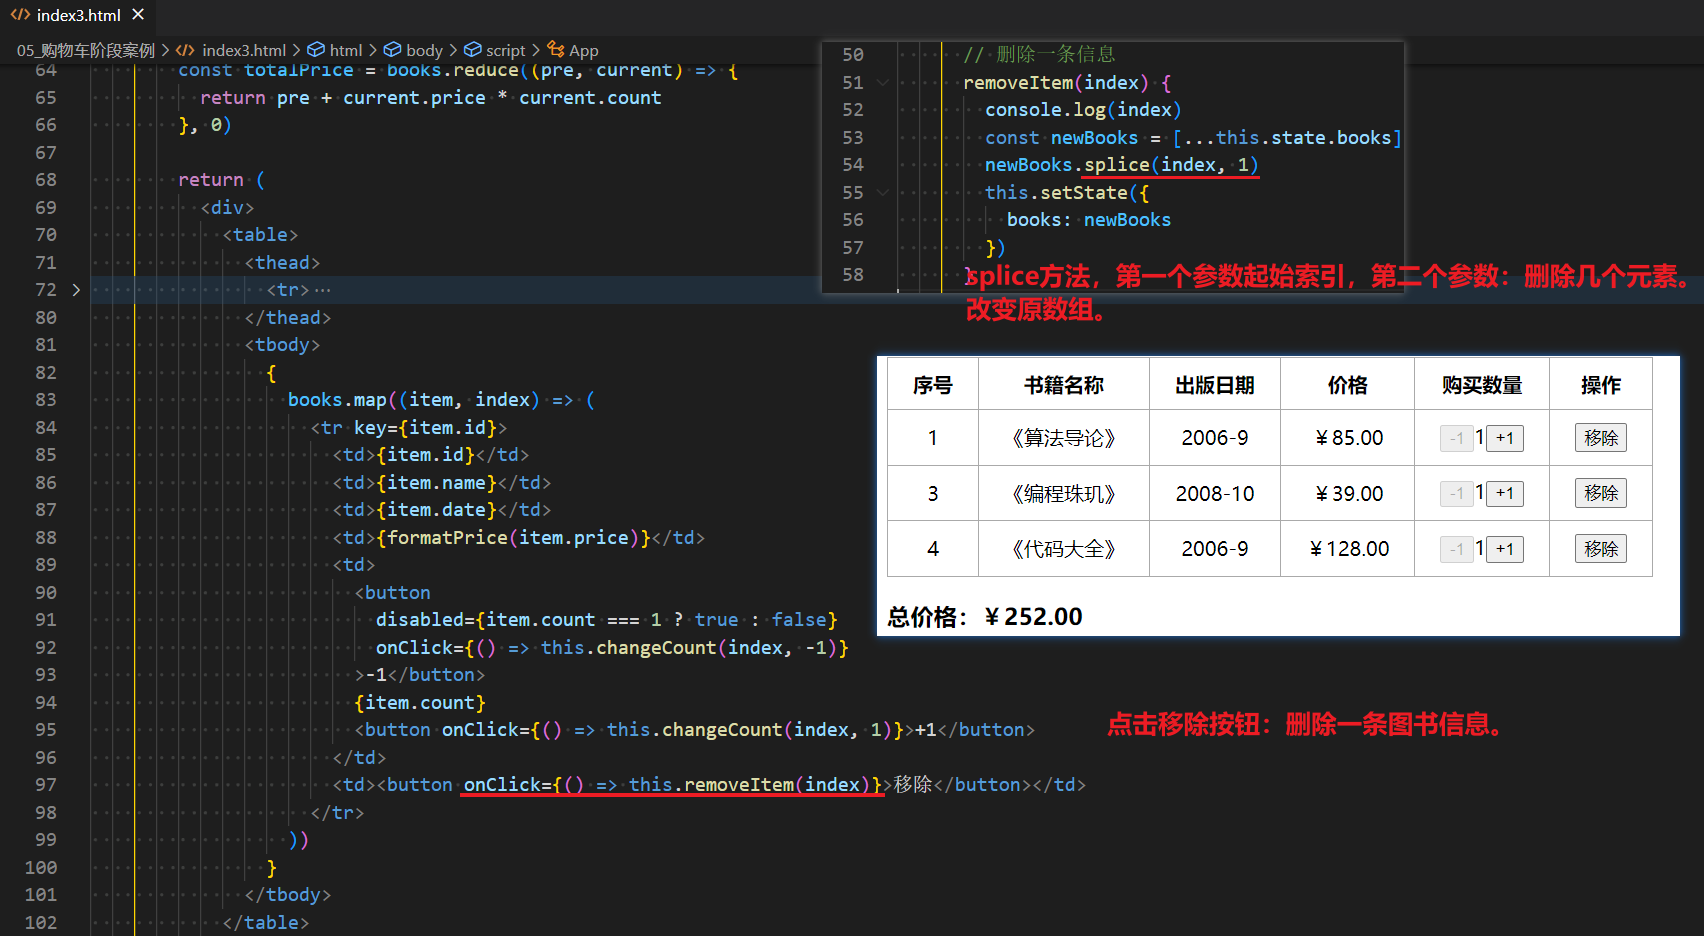 index3.html
05_购物车阶段案例 > index3.html > html > body > script > App
64 const totalPrice = books.reduce((pre, current) => {
65 return pre + current.price * current.count
66 }, 0)
67
68 return (
69 <div>
70 <table>
71 <thead>
72 <tr>…
80 </thead>
81 <tbody>
82 {
83 books.map((item, index) => (
84 <tr key={item.id}>
85 <td>{item.id}</td>
86 <td>{item.name}</td>
87 <td>{item.date}</td>
88 <td>{formatPrice(item.price)}</td>
89 <td>
90 <button
91 disabled={item.count === 1 ? true : false}
92 onClick={() => this.changeCount(index, -1)}
93 >-1</button>
94 {item.count}
95 <button onClick={() => this.changeCount(index, 1)}>+1</button>
96 </td>
97 <td><button onClick={() => this.removeItem(index)}>移除</button></td>
98 </tr>
99 ))
100 }
101 </tbody>
102 </table>
50 // 删除一条信息
51 removeItem(index) {
52 console.log(index)
53 const newBooks = [...this.state.books]
54 newBooks.splice(index, 1)
55 this.setState({
56 books: newBooks
57 })
58 }
splice方法，第一个参数起始索引，第二个参数：删除几个元素。
改变原数组。
序号 书籍名称 出版日期 价格 购买数量 操作
1 《算法导论》 2006-9 ￥85.00 -1 1 +1 移除
3 《编程珠玑》 2008-10 ￥39.00 -1 1 +1 移除
4 《代码大全》 2006-9 ￥128.00 -1 1 +1 移除
总价格：￥252.00
点击移除按钮：删除一条图书信息。